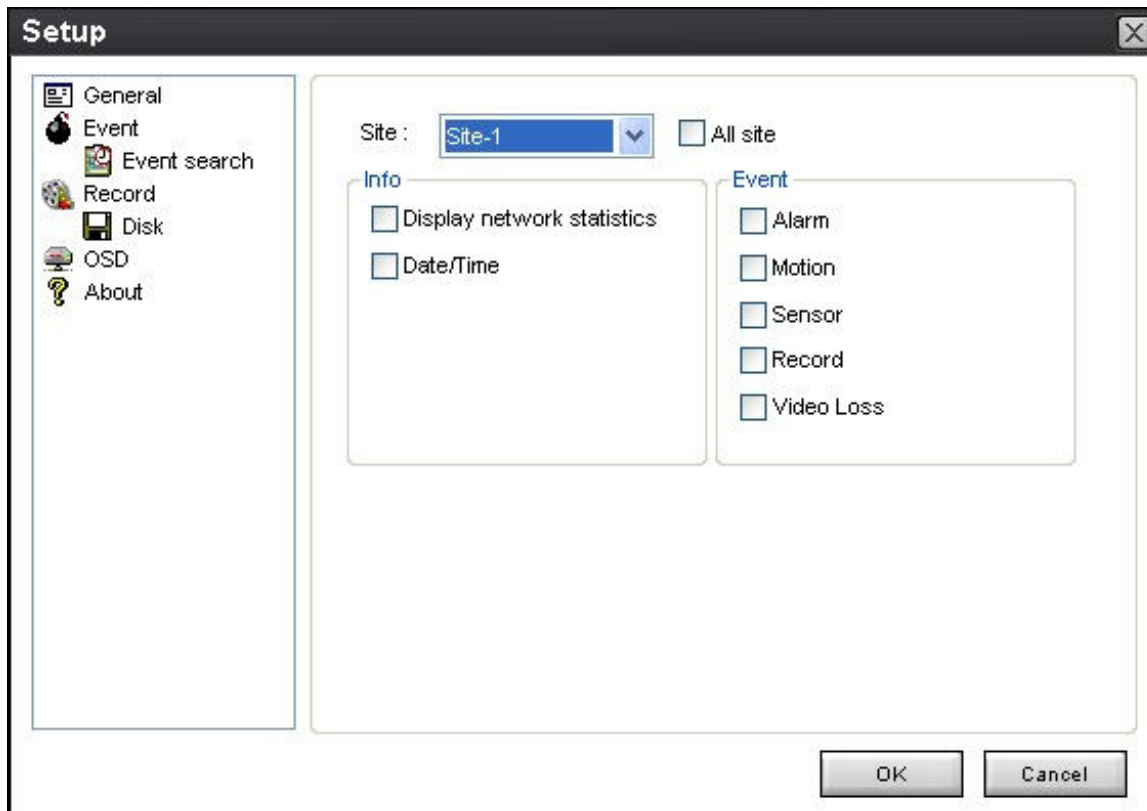 Setup
General
Event
Event search
Record
Disk
OSD
About
Site :
Site-1
All site
Info
Display network statistics
Date/Time
Event
Alarm
Motion
Sensor
Record
Video Loss
OK
Cancel